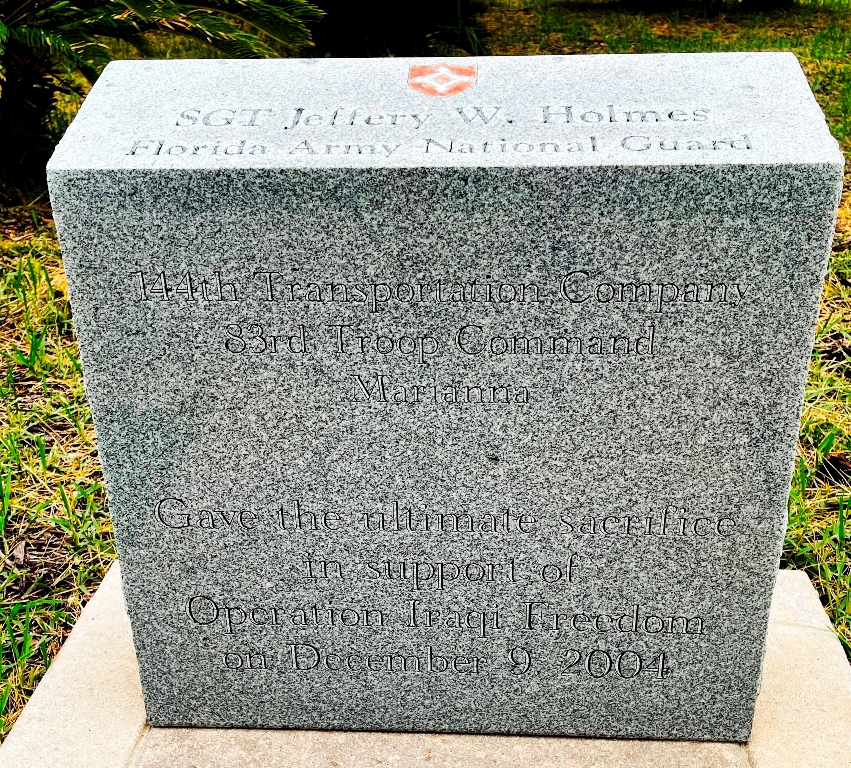 SGT Jeffery W. Holmes
Florida Army National Guard
144th Transportation Company
83rd Troop Command
Marianna
Gave the ultimate sacrifice
in support of
Operation Iraqi Freedom
on December 9 2004